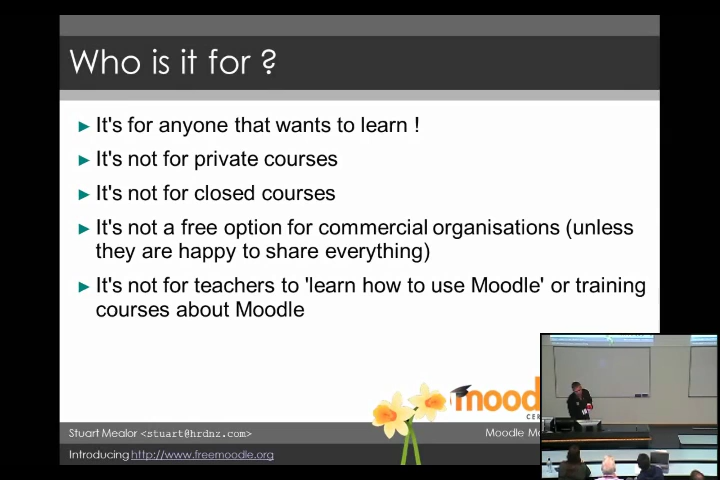 Who is it for ?
It's for anyone that wants to learn !
It's not for private courses
It's not for closed courses
It's not a free option for commercial organisations (unless
they are happy to share everything)
It's not for teachers to 'learn how to use Moodle' or training
courses about Moodle
mood
CER
Stuart Mealor <stuart@hrdnz.com>
Moodle Mo
Introducing http://www.freemoodle.org